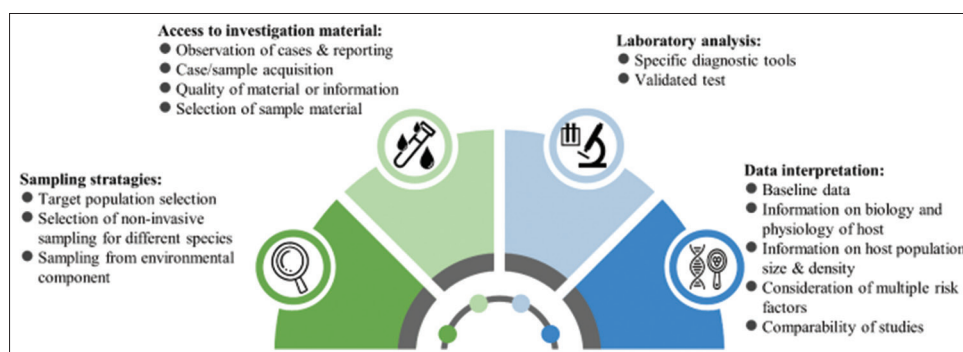 Access to investigation material:
Observation of cases & reporting
Case/sample acquisition
Quality of material or information
Selection of sample material
Laboratory analysis:
Specific diagnostic tools
Validated test
Sampling stratagies:
Target population selection
Selection of non-invasive
sampling for different species
Sampling from environmental
component
Data interpretation:
Baseline data
Information on biology and
physiology of host
Information on host population
size & density
Consideration of multiple risk
factors
Comparability of studies